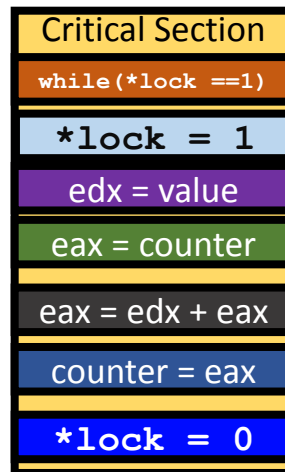 Critical Section
while(*lock ==1)
*lock = 1
edx = value
eax = counter
eax = edx + eax
counter = eax
*lock = 0